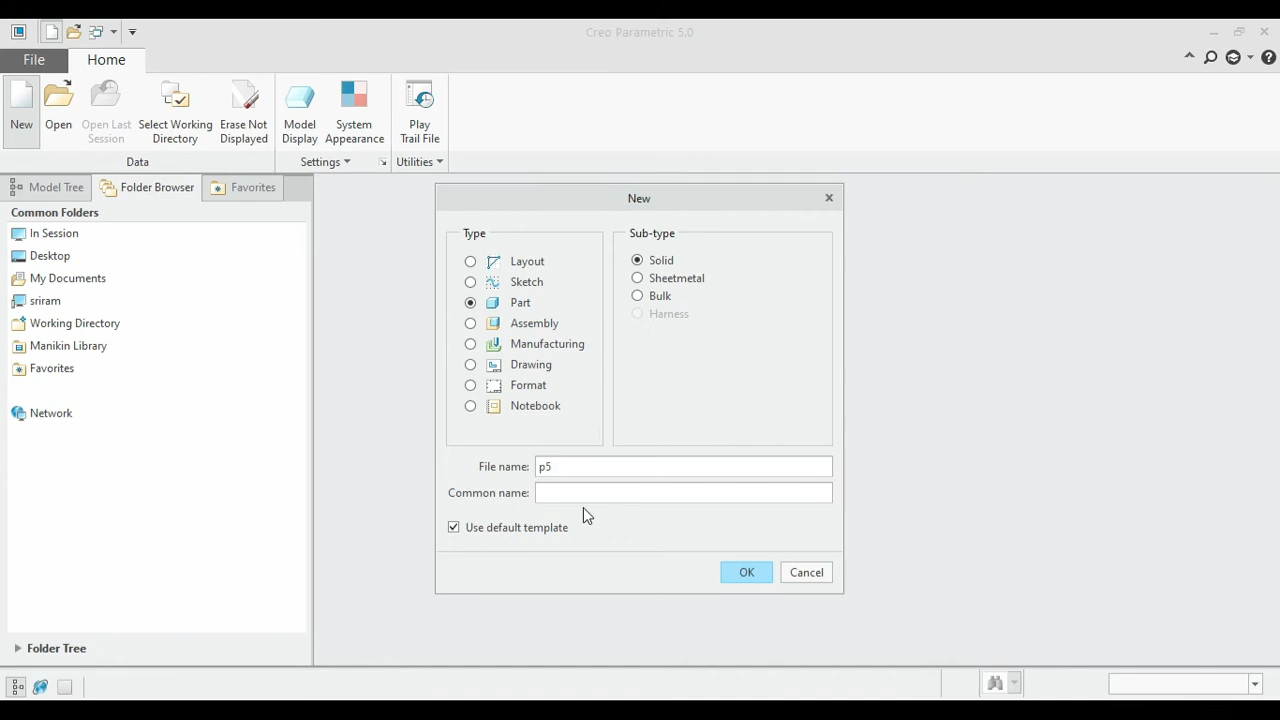 Creo Parametric 5.0
File
Home
New
Open
Open Last
Session
Select Working
Directory
Erase Not
Displayed
Model
Display
System
Appearance
Play
Trail File
Data
Settings
Utilities
Model Tree
Folder Browser
Favorites
Common Folders
In Session
Desktop
My Documents
sriram
Working Directory
Manikin Library
Favorites
Network
Folder Tree
New
Type
Sub-type
Layout
Sketch
Part
Assembly
Manufacturing
Drawing
Format
Notebook
Solid
Sheetmetal
Bulk
Harness
File name:
p5
Common name:
Use default template
OK
Cancel